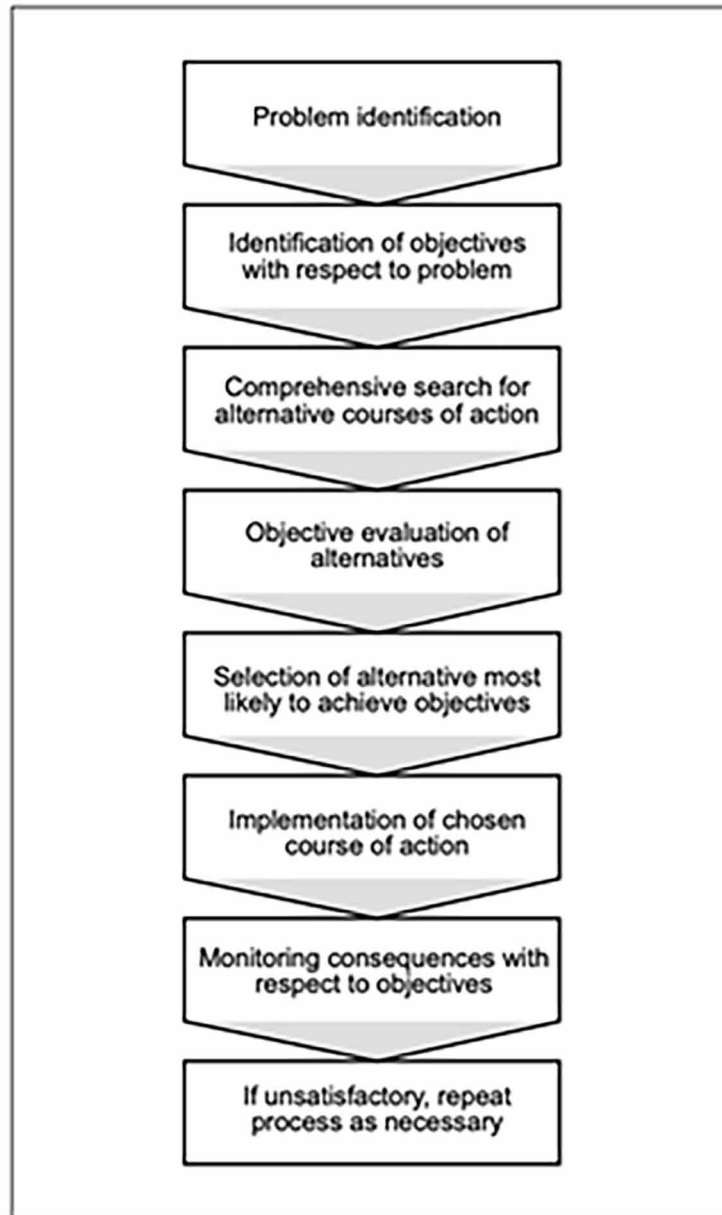 Problem identification
Identification of objectives
with respect to problem
Comprehensive search for
alternative courses of action
Objective evaluation of
alternatives
Selection of alternative most
likely to achieve objectives
Implementation of chosen
course of action
Monitoring consequences with
respect to objectives
If unsatisfactory, repeat
process as necessary